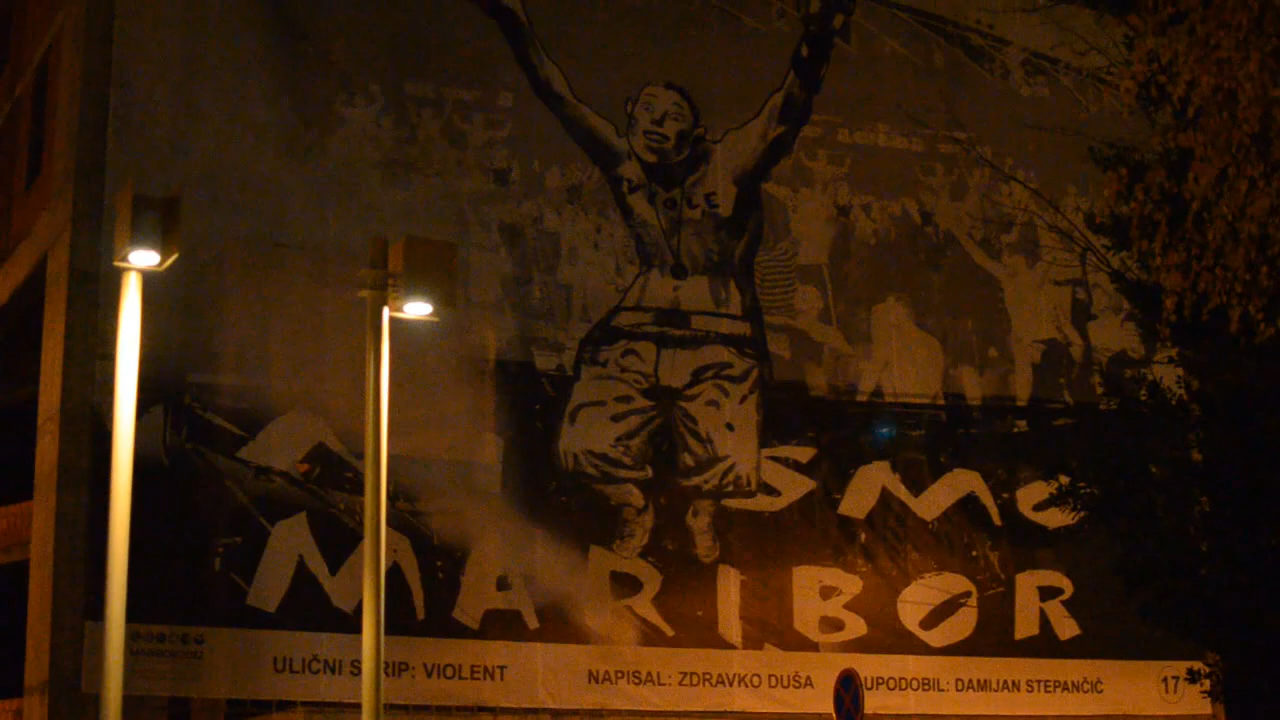 SMO
MARIBOR
ULIČNI STRIP: VIOLENT
NAPISAL: ZDRAVKO DUŠA
UPODOBIL: DAMIJAN STEPANČIČ
17